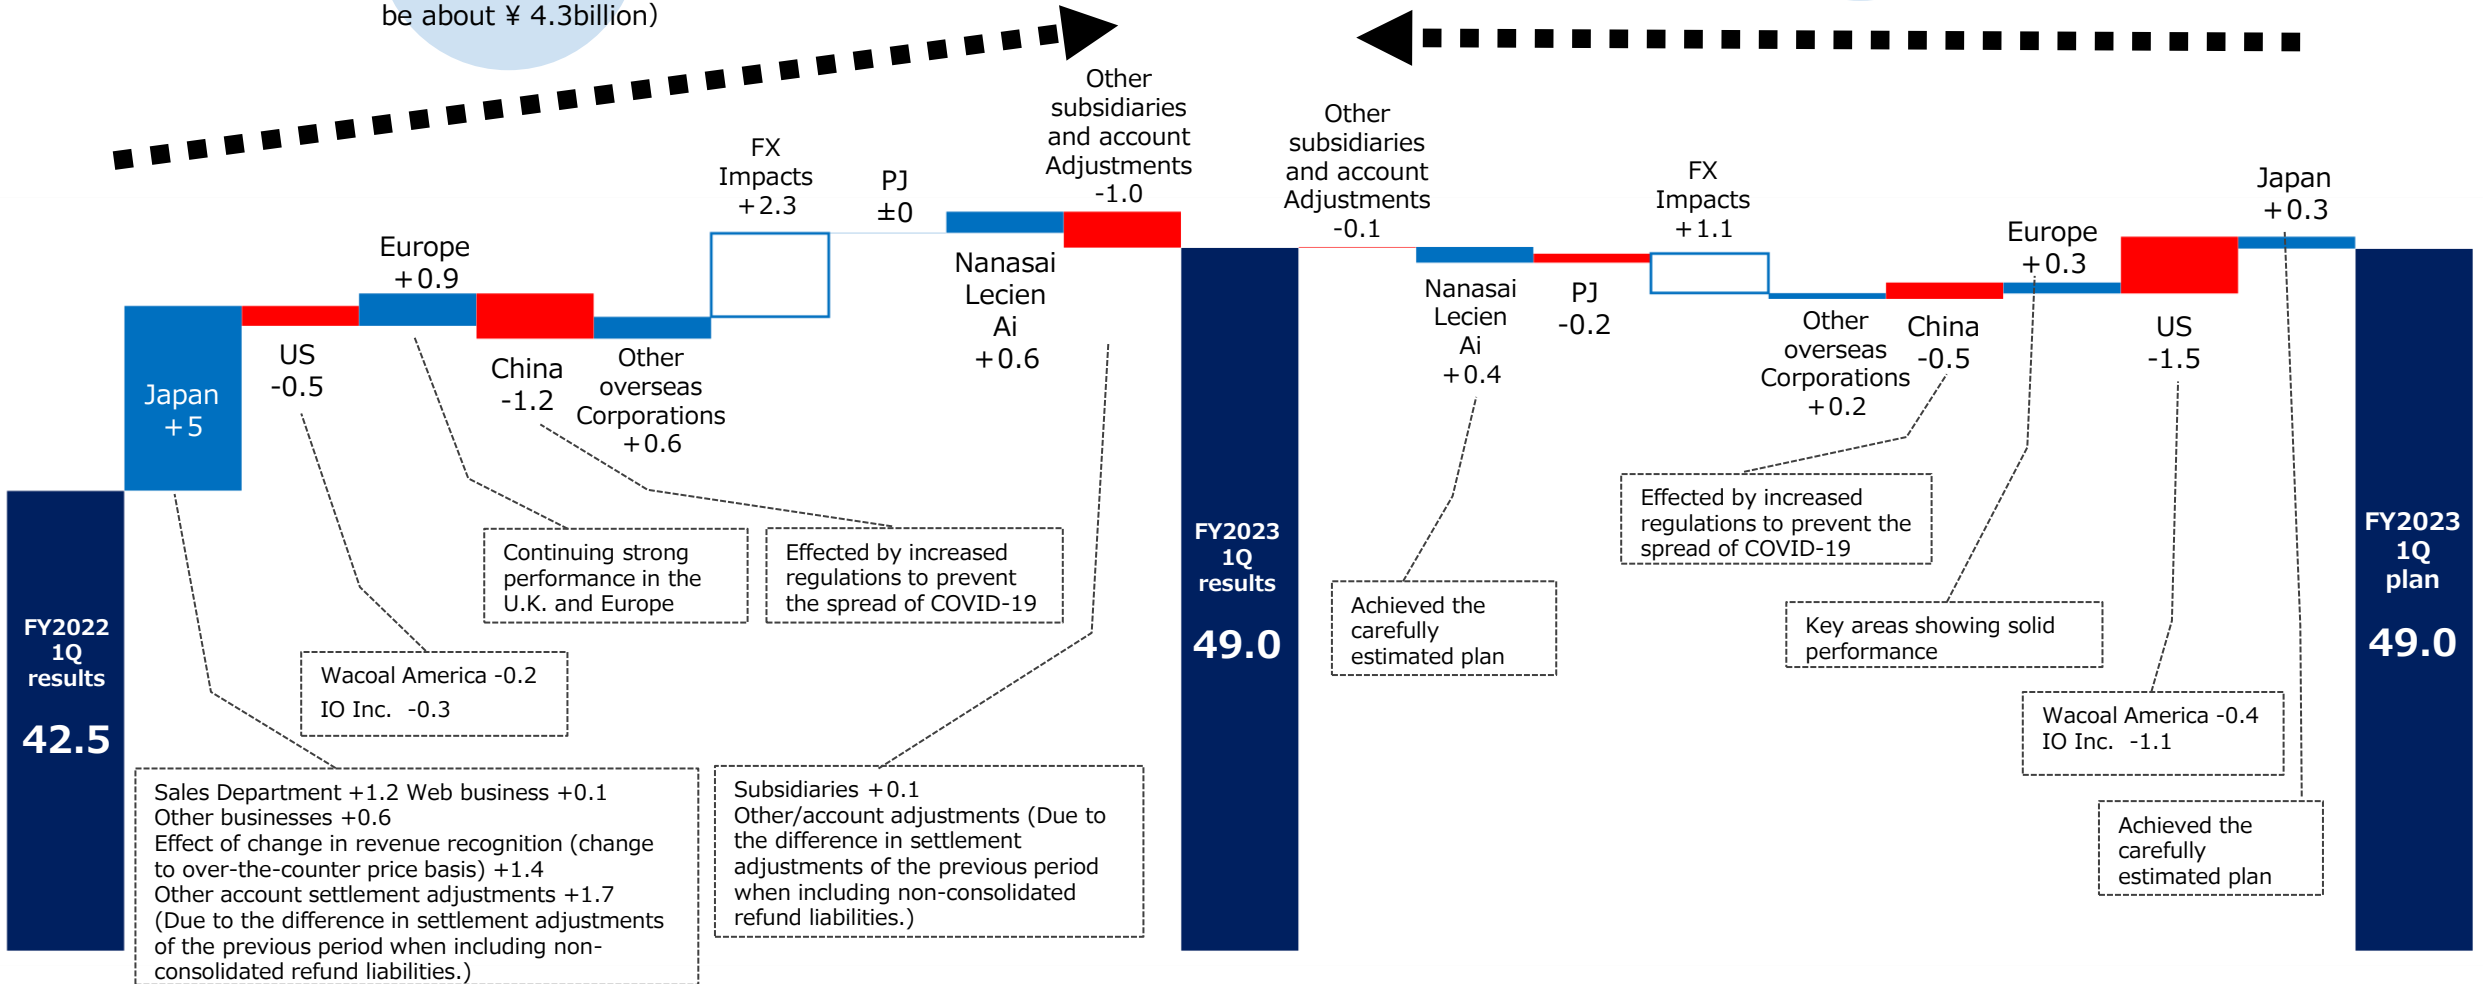 be about ¥ 4.3billion)
FY2022
1Q
results
42.5
Japan
+5
US
-0.5
Europe
+0.9
China
-1.2
Other
overseas
Corporations
+0.6
FX
Impacts
+2.3
PJ
±0
Nanasai
Lecien
Ai
+0.6
Other
subsidiaries
and account
Adjustments
-1.0
FY2023
1Q
results
49.0
Other
subsidiaries
and account
Adjustments
-0.1
Nanasai
Lecien
Ai
+0.4
PJ
-0.2
FX
Impacts
+1.1
Other
overseas
Corporations
+0.2
China
-0.5
Europe
+0.3
US
-1.5
Japan
+0.3
FY2023
1Q
plan
49.0
Sales Department +1.2 Web business +0.1
Other businesses +0.6
Effect of change in revenue recognition (change
to over-the-counter price basis) +1.4
Other account settlement adjustments +1.7
(Due to the difference in settlement adjustments
of the previous period when including non-
consolidated refund liabilities.)
Wacoal America -0.2
IO Inc. -0.3
Continuing strong
performance in the
U.K. and Europe
Effected by increased
regulations to prevent
the spread of COVID-19
Subsidiaries +0.1
Other/account adjustments (Due to
the difference in settlement
adjustments of the previous period
when including non-consolidated
refund liabilities.)
Achieved the
carefully
estimated plan
Effected by increased
regulations to prevent the
spread of COVID-19
Key areas showing solid
performance
Wacoal America -0.4
IO Inc. -1.1
Achieved the
carefully
estimated plan